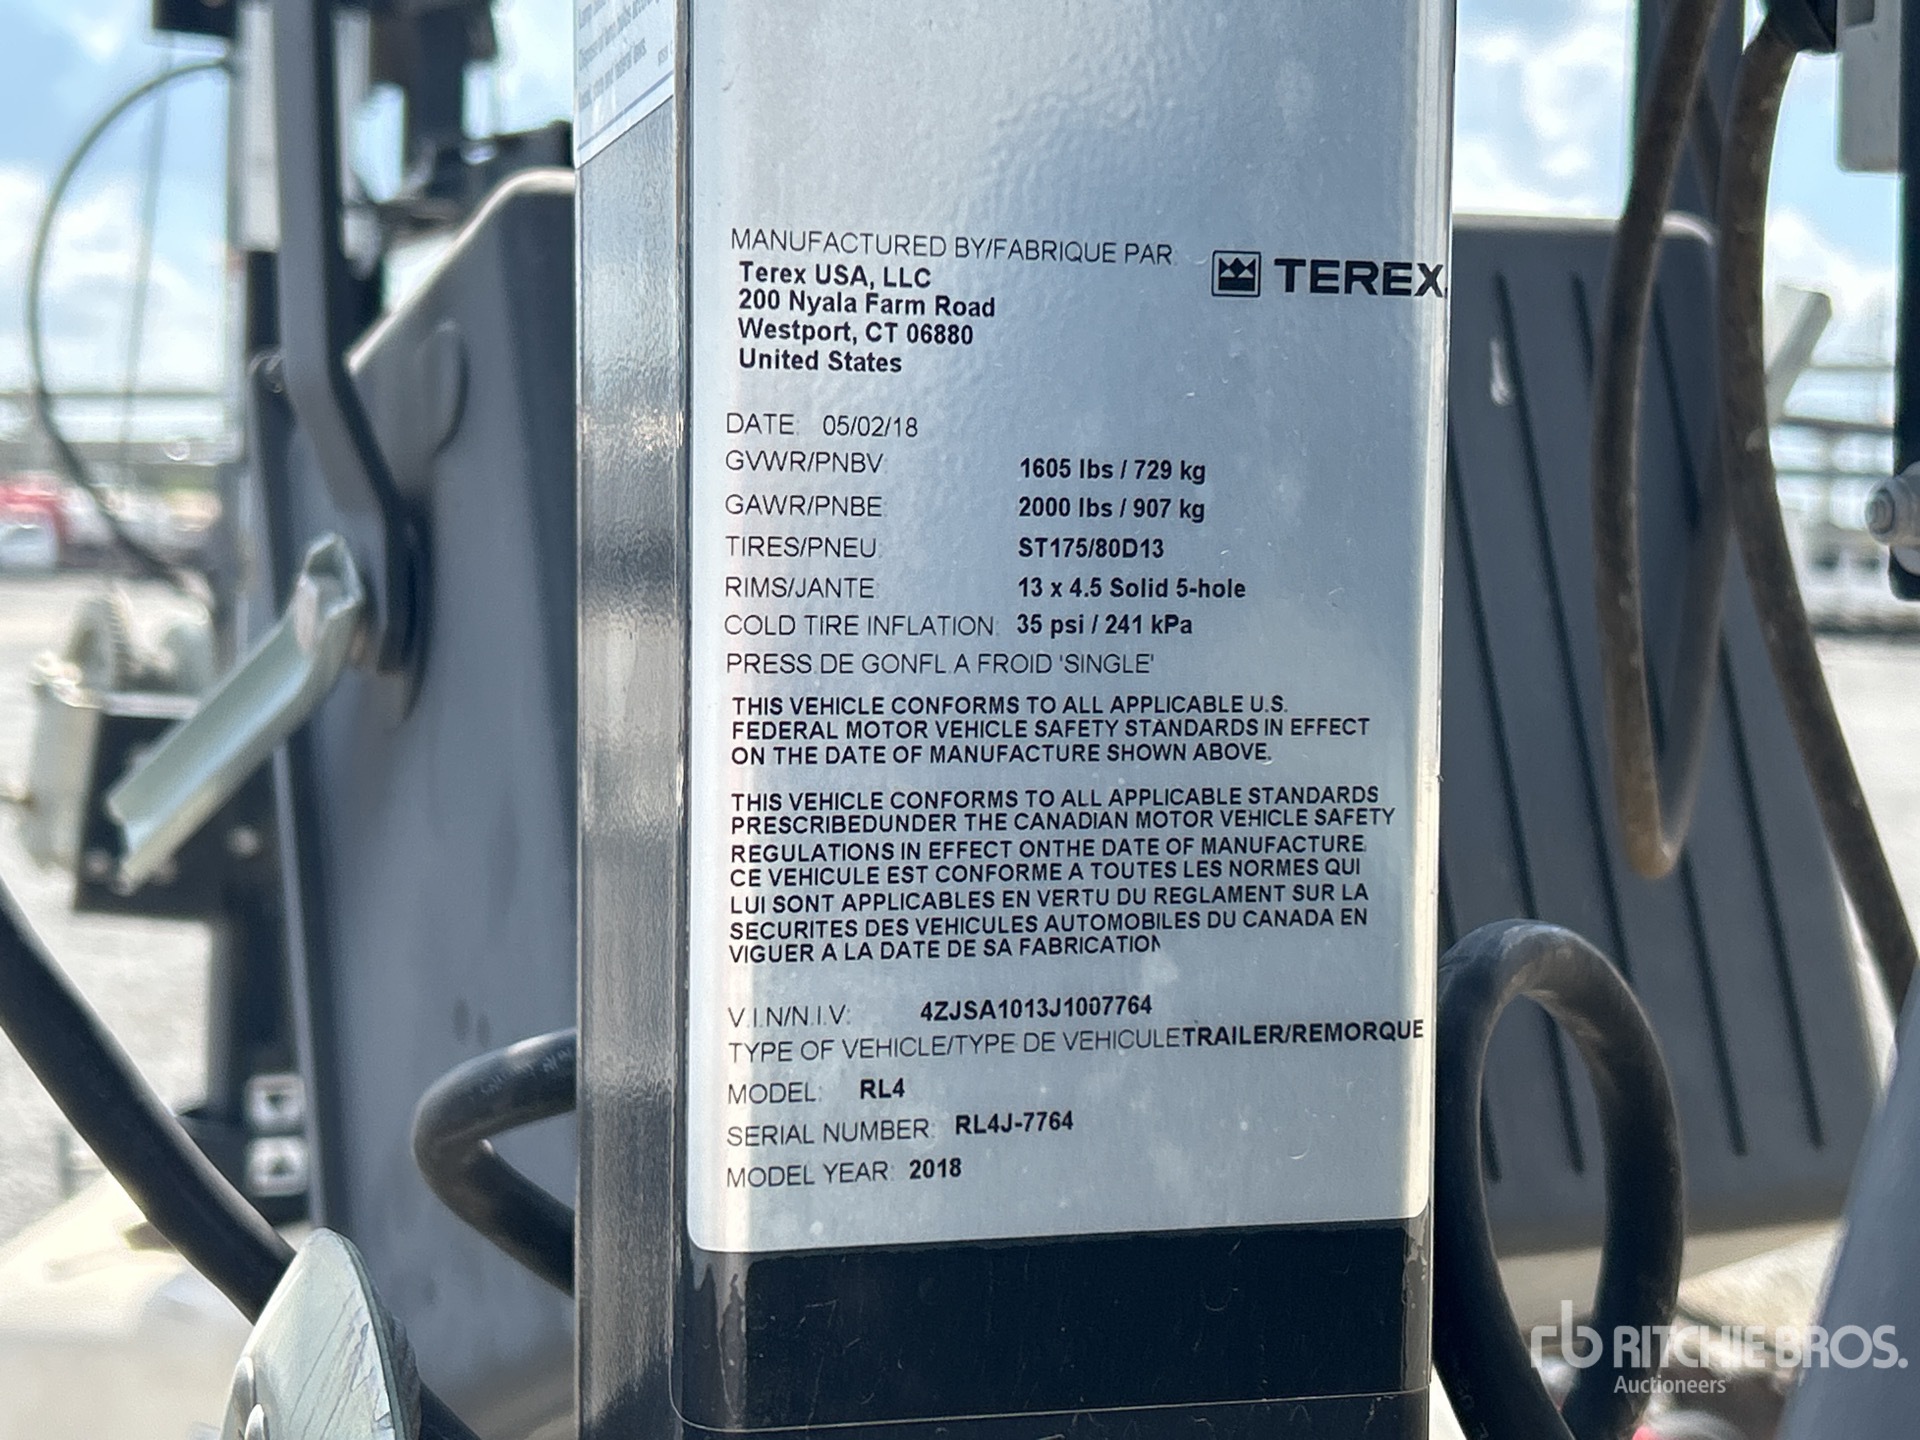 MANUFACTURED BY/FABRIQUE PAR:
TEREX
Terex USA, LLC
200 Nyala Farm Road
Westport, CT 06880
United States
DATE: 05/02/18
GVWR/PNBV: 1605 lbs / 729 kg
GAWR/PNBE: 2000 lbs / 907 kg
TIRES/PNEU: ST175/80D13
RIMS/JANTE: 13 x 4.5 Solid 5-hole
COLD TIRE INFLATION: 35 psi / 241 kPa
PRESS.DE GONFL.A FROID 'SINGLE'
THIS VEHICLE CONFORMS TO ALL APPLICABLE U.S.
FEDERAL MOTOR VEHICLE SAFETY STANDARDS IN EFFECT
ON THE DATE OF MANUFACTURE SHOWN ABOVE.
THIS VEHICLE CONFORMS TO ALL APPLICABLE STANDARDS
PRESCRIBEDUNDER THE CANADIAN MOTOR VEHICLE SAFETY
REGULATIONS IN EFFECT ONTHE DATE OF MANUFACTURE.
CE VEHICULE EST CONFORME A TOUTES LES NORMES QUI
LUI SONT APPLICABLES EN VERTU DU REGLAMENT SUR LA
SECURITES DES VEHICULES AUTOMOBILES DU CANADA EN
VIGUER A LA DATE DE SA FABRICATION
V.I.N/N.I.V: 4ZJSA1013J1007764
TYPE OF VEHICLE/TYPE DE VEHICULE:TRAILER/REMORQUE
MODEL: RL4
SERIAL NUMBER: RL4J-7764
MODEL YEAR: 2018
rb RITCHIE BROS.
Auctioneers